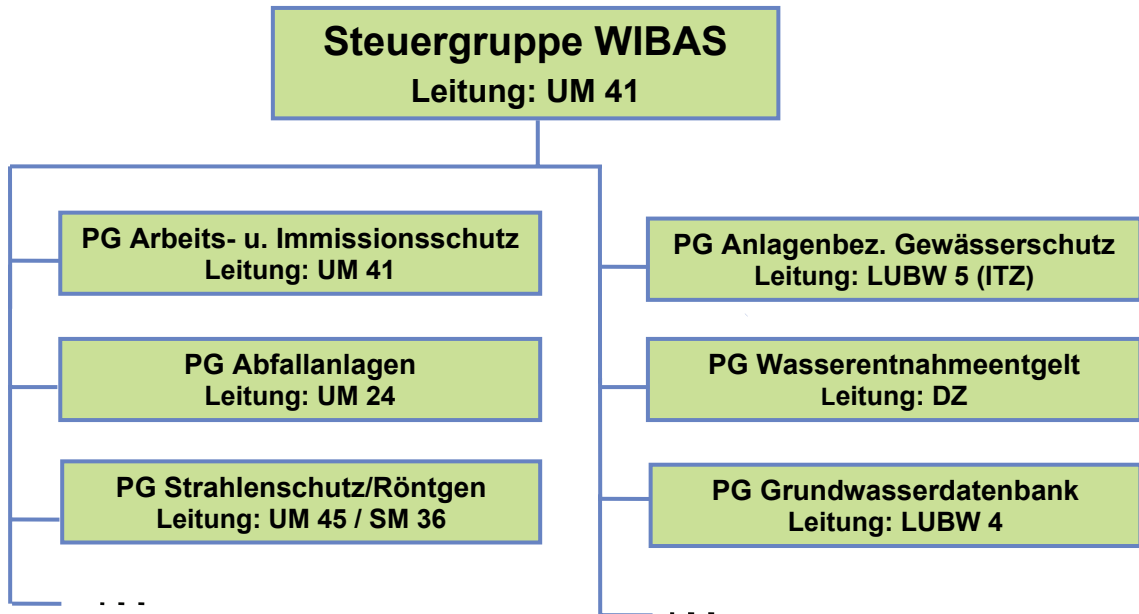 Steuergruppe WIBAS
Leitung: UM 41
PG Arbeits- u. Immissionsschutz
Leitung: UM 41
PG Abfallanlagen
Leitung: UM 24
PG Strahlenschutz/Röntgen
Leitung: UM 45 / SM 36
PG Anlagenbez. Gewässerschutz
Leitung: LUBW 5 (ITZ)
PG Wasserentnahmeentgelt
Leitung: DZ
PG Grundwasserdatenbank
Leitung: LUBW 4